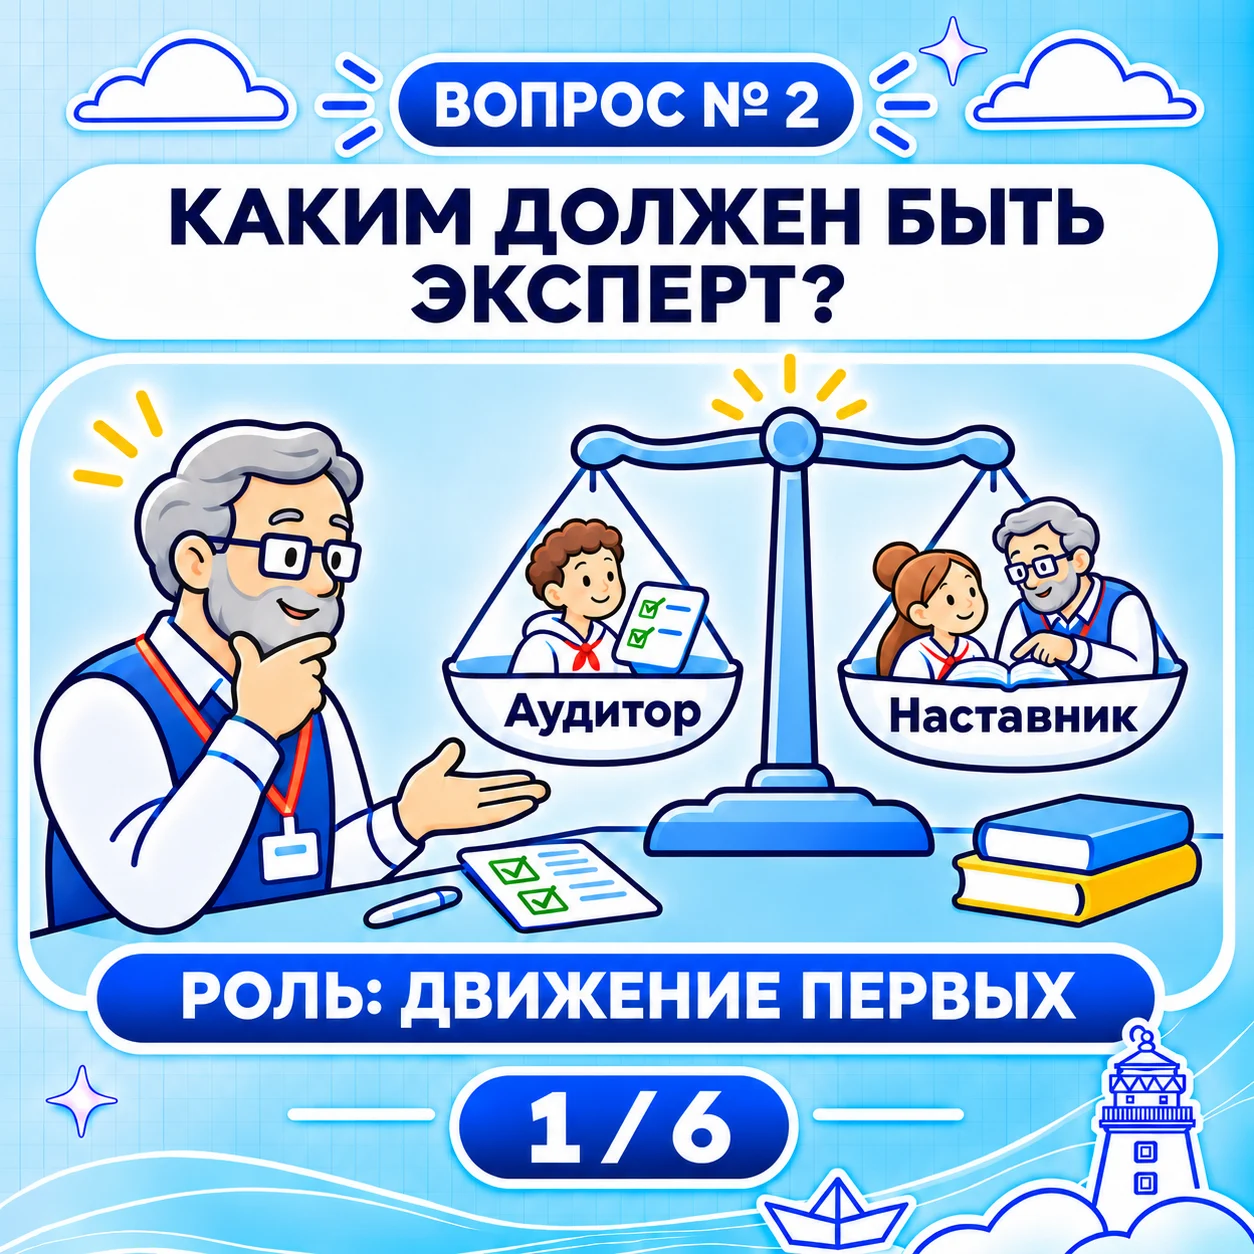 ВОПРОС № 2
КАКИМ ДОЛЖЕН БЫТЬ
ЭКСПЕРТ?
Аудитор
Наставник
РОЛЬ: ДВИЖЕНИЕ ПЕРВЫХ
1 / 6